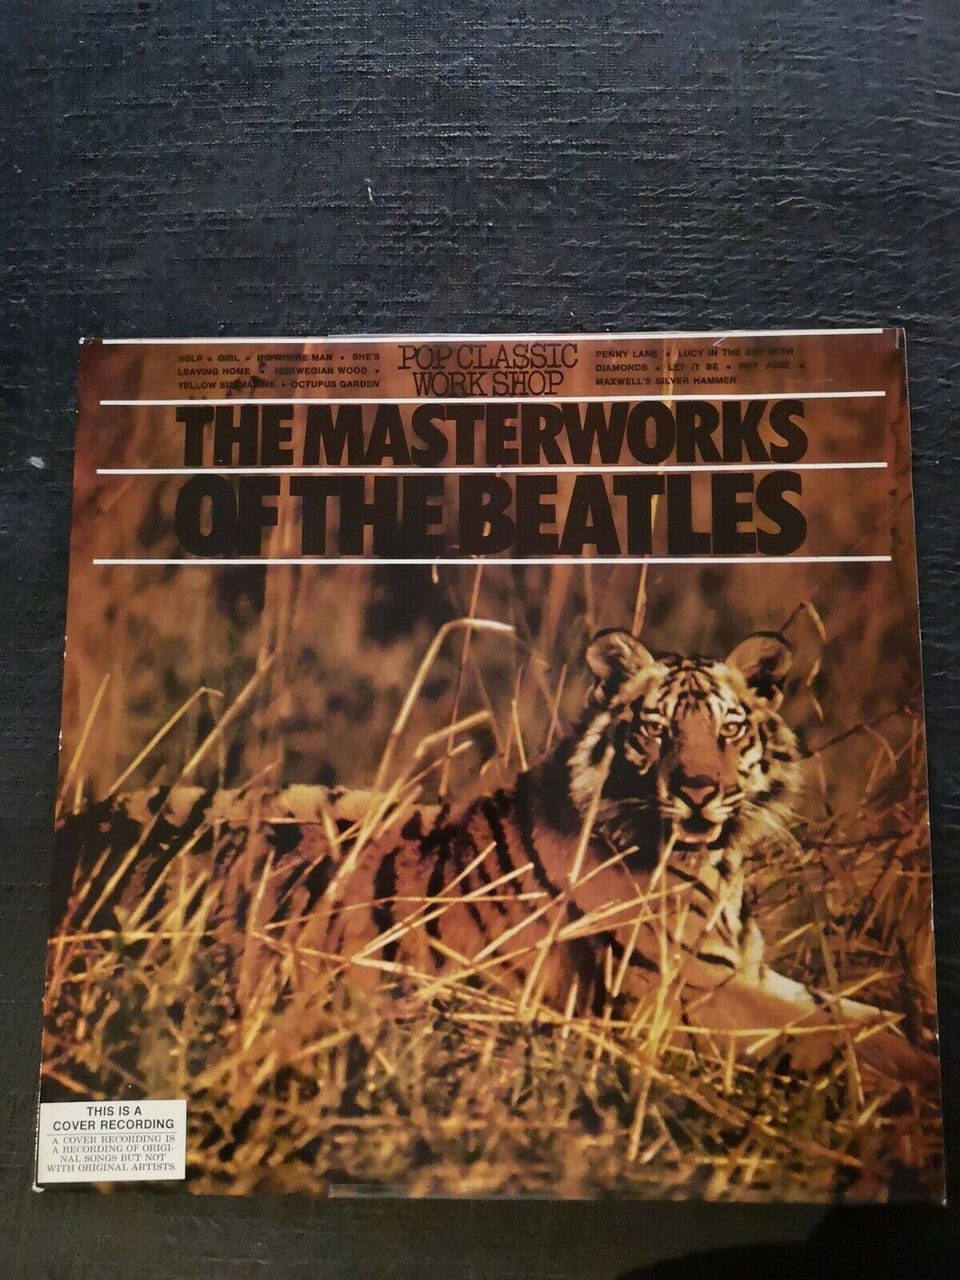 HELP • GIRL • NOWHERE MAN • SHE'S
LEAVING HOME • NORWEGIAN WOOD •
YELLOW SUBMARINE • OCTUPUS GARDEN
POP CLASSIC
WORK SHOP
PENNY LANE • LUCY IN THE SKY WITH
DIAMONDS • LET IT BE • HEY JUDE •
MAXWELL'S SILVER HAMMER
THE MASTERWORKS
OF THE BEATLES
THIS IS A
COVER RECORDING
A COVER RECORDING IS
A RECORDING OF ORIGI-
NAL SONGS BUT NOT
WITH ORIGINAL ARTISTS.